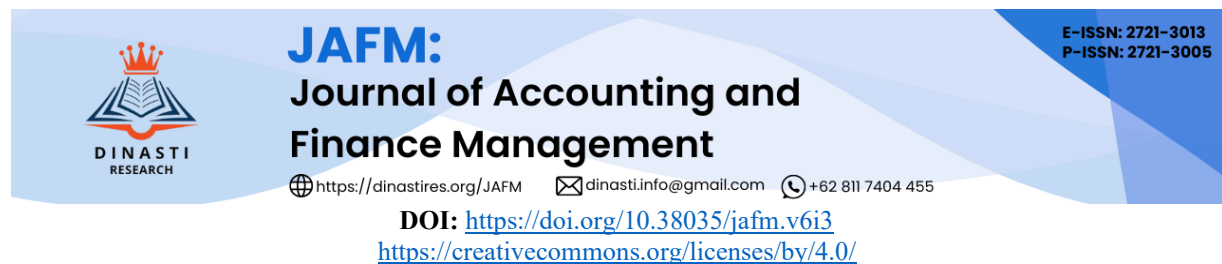 DINASTI
RESEARCH
JAFM:
Journal of Accounting and
Finance Management
https://dinastires.org/JAFM dinasti.info@gmail.com +62 811 7404 455
E-ISSN: 2721-3013
P-ISSN: 2721-3005
DOI: https://doi.org/10.38035/jafm.v6i3
https://creativecommons.org/licenses/by/4.0/